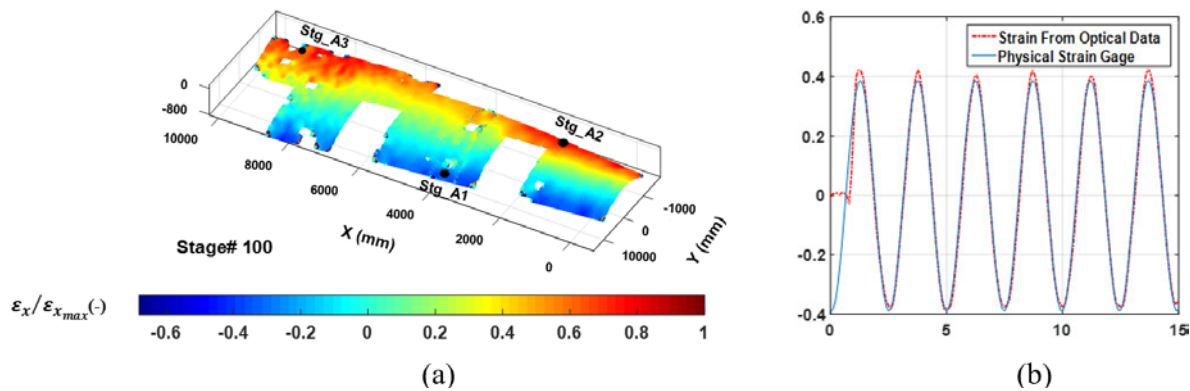 Stg_A3
Stg_A2
Stg_A1
0
-800
10000
8000
6000
4000
2000
0
X (mm)
-1000
0
10000
Y (mm)
Stage# 100
εx/εxmax(-)
-0.6 -0.4 -0.2 0 0.2 0.4 0.6 0.8 1
(a)
0.6
0.4
0.2
0
-0.2
-0.4
0 5 10 15
Strain From Optical Data
Physical Strain Gage
(b)